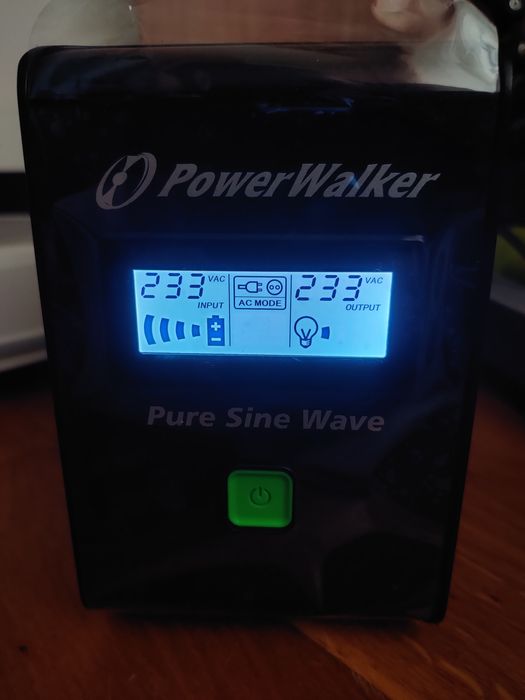 PowerWalker
233 VAC INPUT
AC MODE
233 VAC OUTPUT
Pure Sine Wave